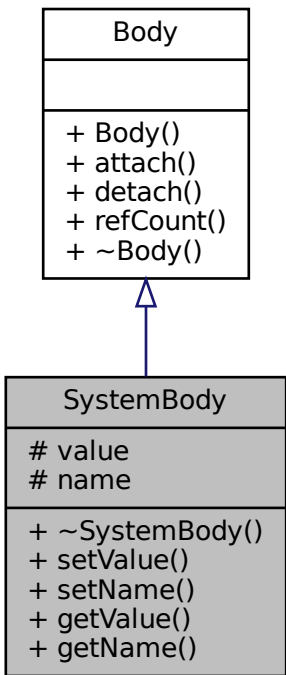 Body
+ Body()
+ attach()
+ detach()
+ refCount()
+ ~Body()
SystemBody
# value
# name
+ ~SystemBody()
+ setValue()
+ setName()
+ getValue()
+ getName()